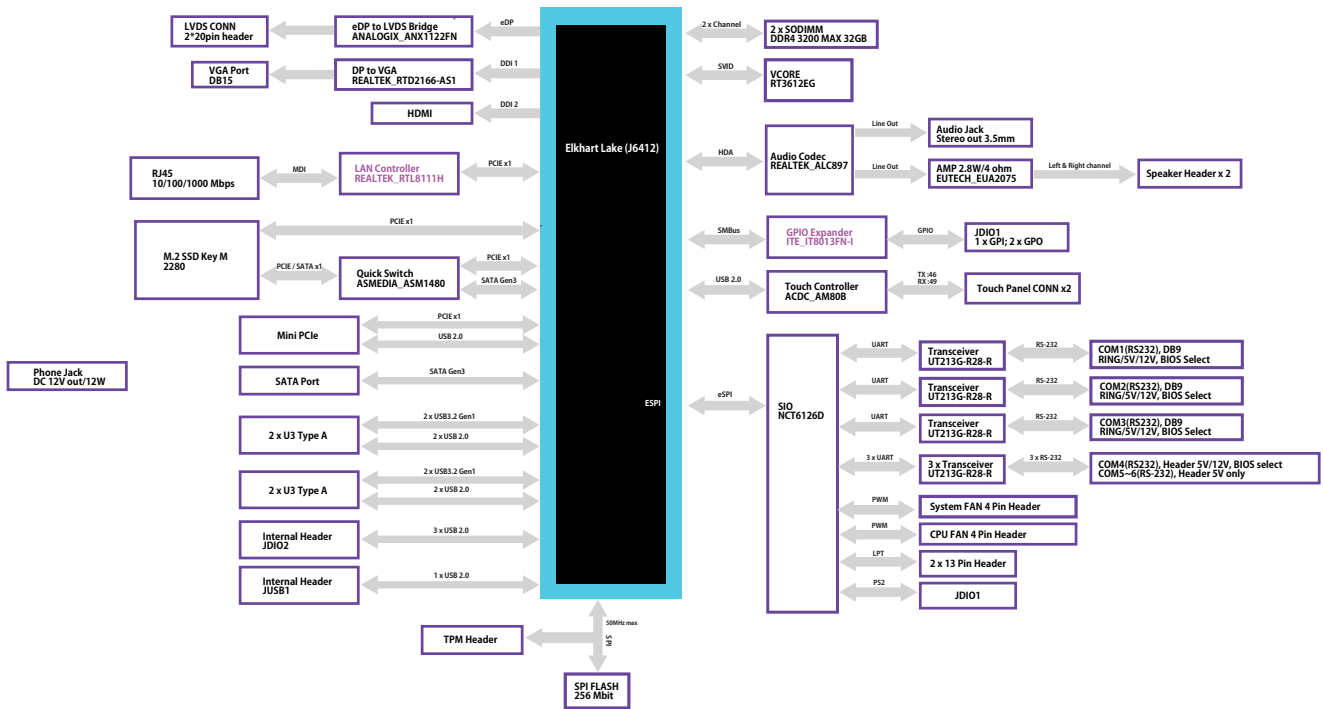 LVDS CONN
2*20pin header
eDP to LVDS Bridge
ANALOGIX_ANX1122FN
eDP
VGA Port
DB15
DP to VGA
REALTEK_RTD2166-AS1
DDI 1
HDMI
DDI 2
RJ45
10/100/1000 Mbps
MDI
LAN Controller
REALTEK_RTL8111H
PCIE x1
M.2 SSD Key M
2280
PCIE x1
PCIE / SATA x1
Quick Switch
ASMEDIA_ASM1480
PCIE x1
SATA Gen3
Mini PCIe
PCIE x1
USB 2.0
Phone Jack
DC 12V out/12W
SATA Port
SATA Gen3
2 x U3 Type A
2 x USB3.2 Gen1
2 x USB 2.0
2 x U3 Type A
2 x USB3.2 Gen1
2 x USB 2.0
Internal Header
JDIO2
3 x USB 2.0
Internal Header
JUSB1
1 x USB 2.0
Elkhart Lake (J6412)
ESPI
50MHz max
SPI
TPM Header
SPI FLASH
256 Mbit
2 x Channel
2 x SODIMM
DDR4 3200 MAX 32GB
SVID
VCORE
RT3612EG
HDA
Audio Codec
REALTEK_ALC897
Line Out
Audio Jack
Stereo out 3.5mm
Line Out
AMP 2.8W/4 ohm
EUTECH_EUA2075
Left & Right channel
Speaker Header x 2
SMBus
GPIO Expander
ITE_IT8013FN-I
GPIO
JDIO1
1 x GPI; 2 x GPO
USB 2.0
Touch Controller
ACDC_AM80B
TX :46
RX :49
Touch Panel CONN x2
eSPI
SIO
NCT6126D
UART
Transceiver
UT213G-R28-R
RS-232
COM1(RS232), DB9
RING/5V/12V, BIOS Select
UART
Transceiver
UT213G-R28-R
RS-232
COM2(RS232), DB9
RING/5V/12V, BIOS Select
UART
Transceiver
UT213G-R28-R
RS-232
COM3(RS232), DB9
RING/5V/12V, BIOS Select
3 x UART
3 x Transceiver
UT213G-R28-R
3 x RS-232
COM4(RS232), Header 5V/12V, BIOS select
COM5~6(RS-232), Header 5V only
PWM
System FAN 4 Pin Header
PWM
CPU FAN 4 Pin Header
LPT
2 x 13 Pin Header
PS2
JDIO1